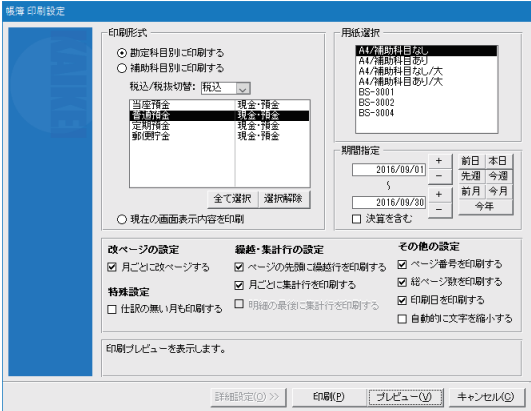 帳簿印刷設定
KAIKEI
印刷形式
勘定科目別に印刷する
補助科目別に印刷する
税込/税抜切替: 税込
当座預金 現金・預金
普通預金 現金・預金
定期預金 現金・預金
郵便貯金 現金・預金
全て選択 選択解除
現在の画面表示内容を印刷
用紙選択
A4/補助科目なし
A4/補助科目あり
A4/補助科目なし/大
A4/補助科目あり/大
BS-3001
BS-3002
BS-3004
期間指定
2016/09/01 + − 前日 本日
先週 今週
〜
2016/09/30 + − 前月 今月
今年
決算を含む
改ページの設定
月ごとに改ページする
特殊設定
仕訳の無い月も印刷する
繰越・集計行の設定
ページの先頭に繰越行を印刷する
月ごとに集計行を印刷する
明細の最後に集計行を印刷する
その他の設定
ページ番号を印刷する
総ページ数を印刷する
印刷日を印刷する
自動的に文字を縮小する
印刷プレビューを表示します。
詳細設定(O) >> 印刷(P) プレビュー(V) キャンセル(C)